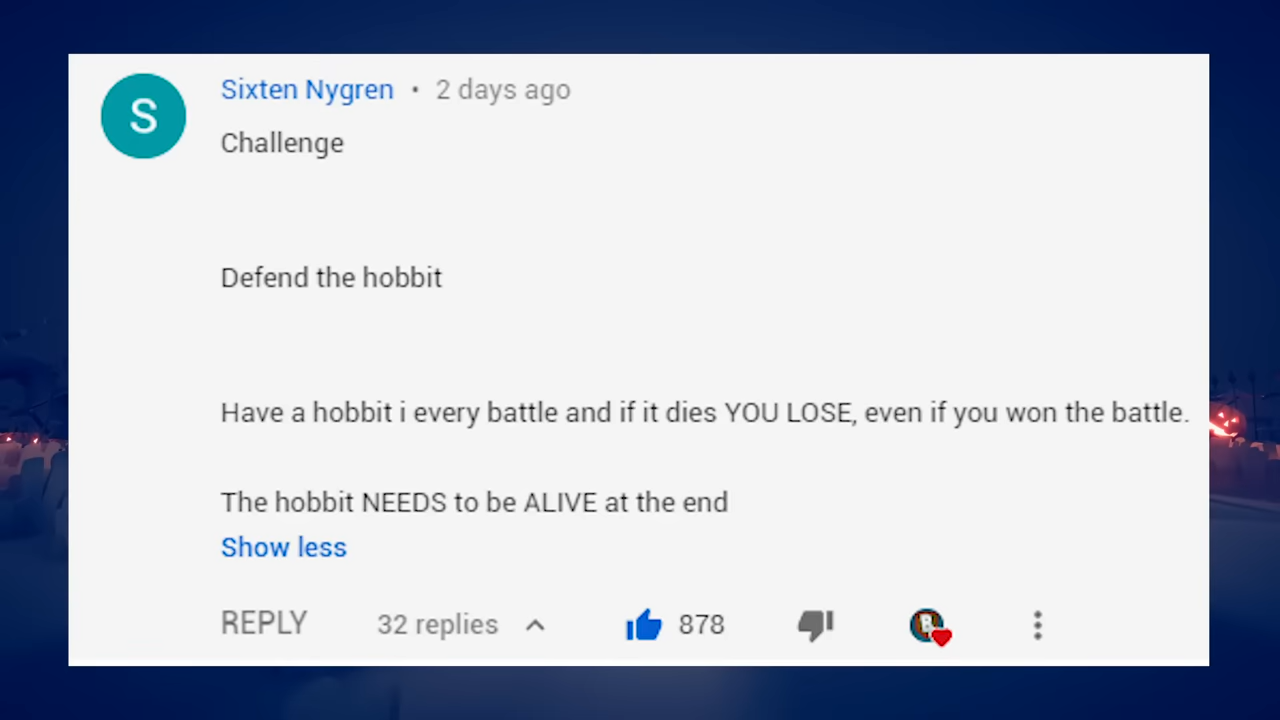 S
Sixten Nygren • 2 days ago
Challenge
Defend the hobbit
Have a hobbit i every battle and if it dies YOU LOSE, even if you won the battle.
The hobbit NEEDS to be ALIVE at the end
Show less
REPLY 32 replies 878
B